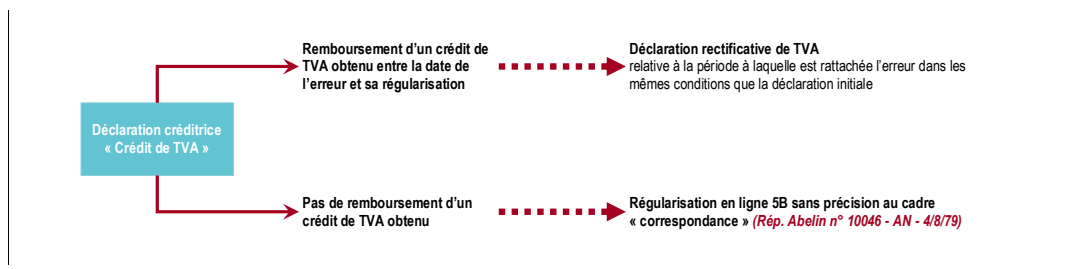 Remboursement d’un crédit de
TVA obtenu entre la date de
l’erreur et sa régularisation
Déclaration rectificative de TVA
relative à la période à laquelle est rattachée l’erreur dans les
mêmes conditions que la déclaration initiale
Déclaration créditrice
« Crédit de TVA »
Pas de remboursement d’un
crédit de TVA obtenu
Régularisation en ligne 5B sans précision au cadre
« correspondance » (Rép. Abelin n° 10046 - AN - 4/8/79)